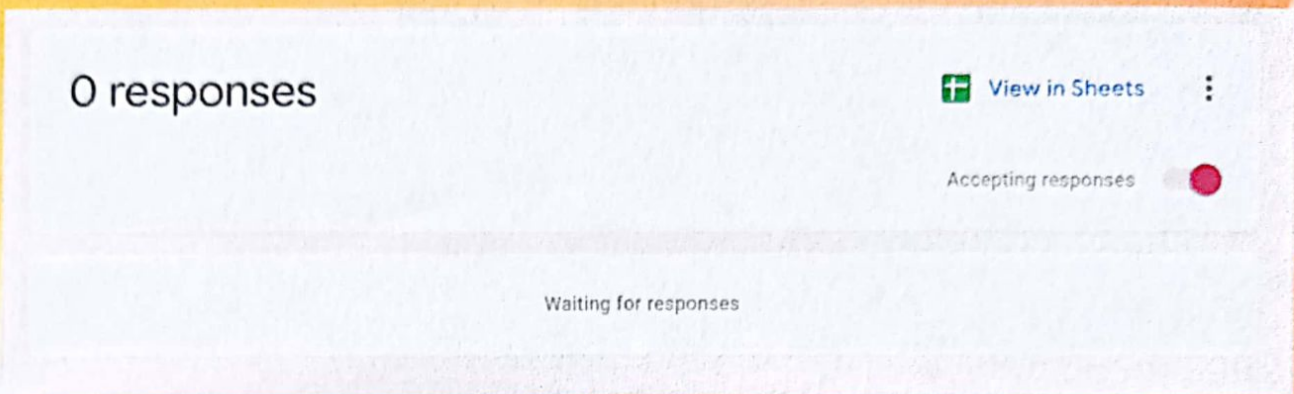 0 responses
View in Sheets
Accepting responses
Waiting for responses